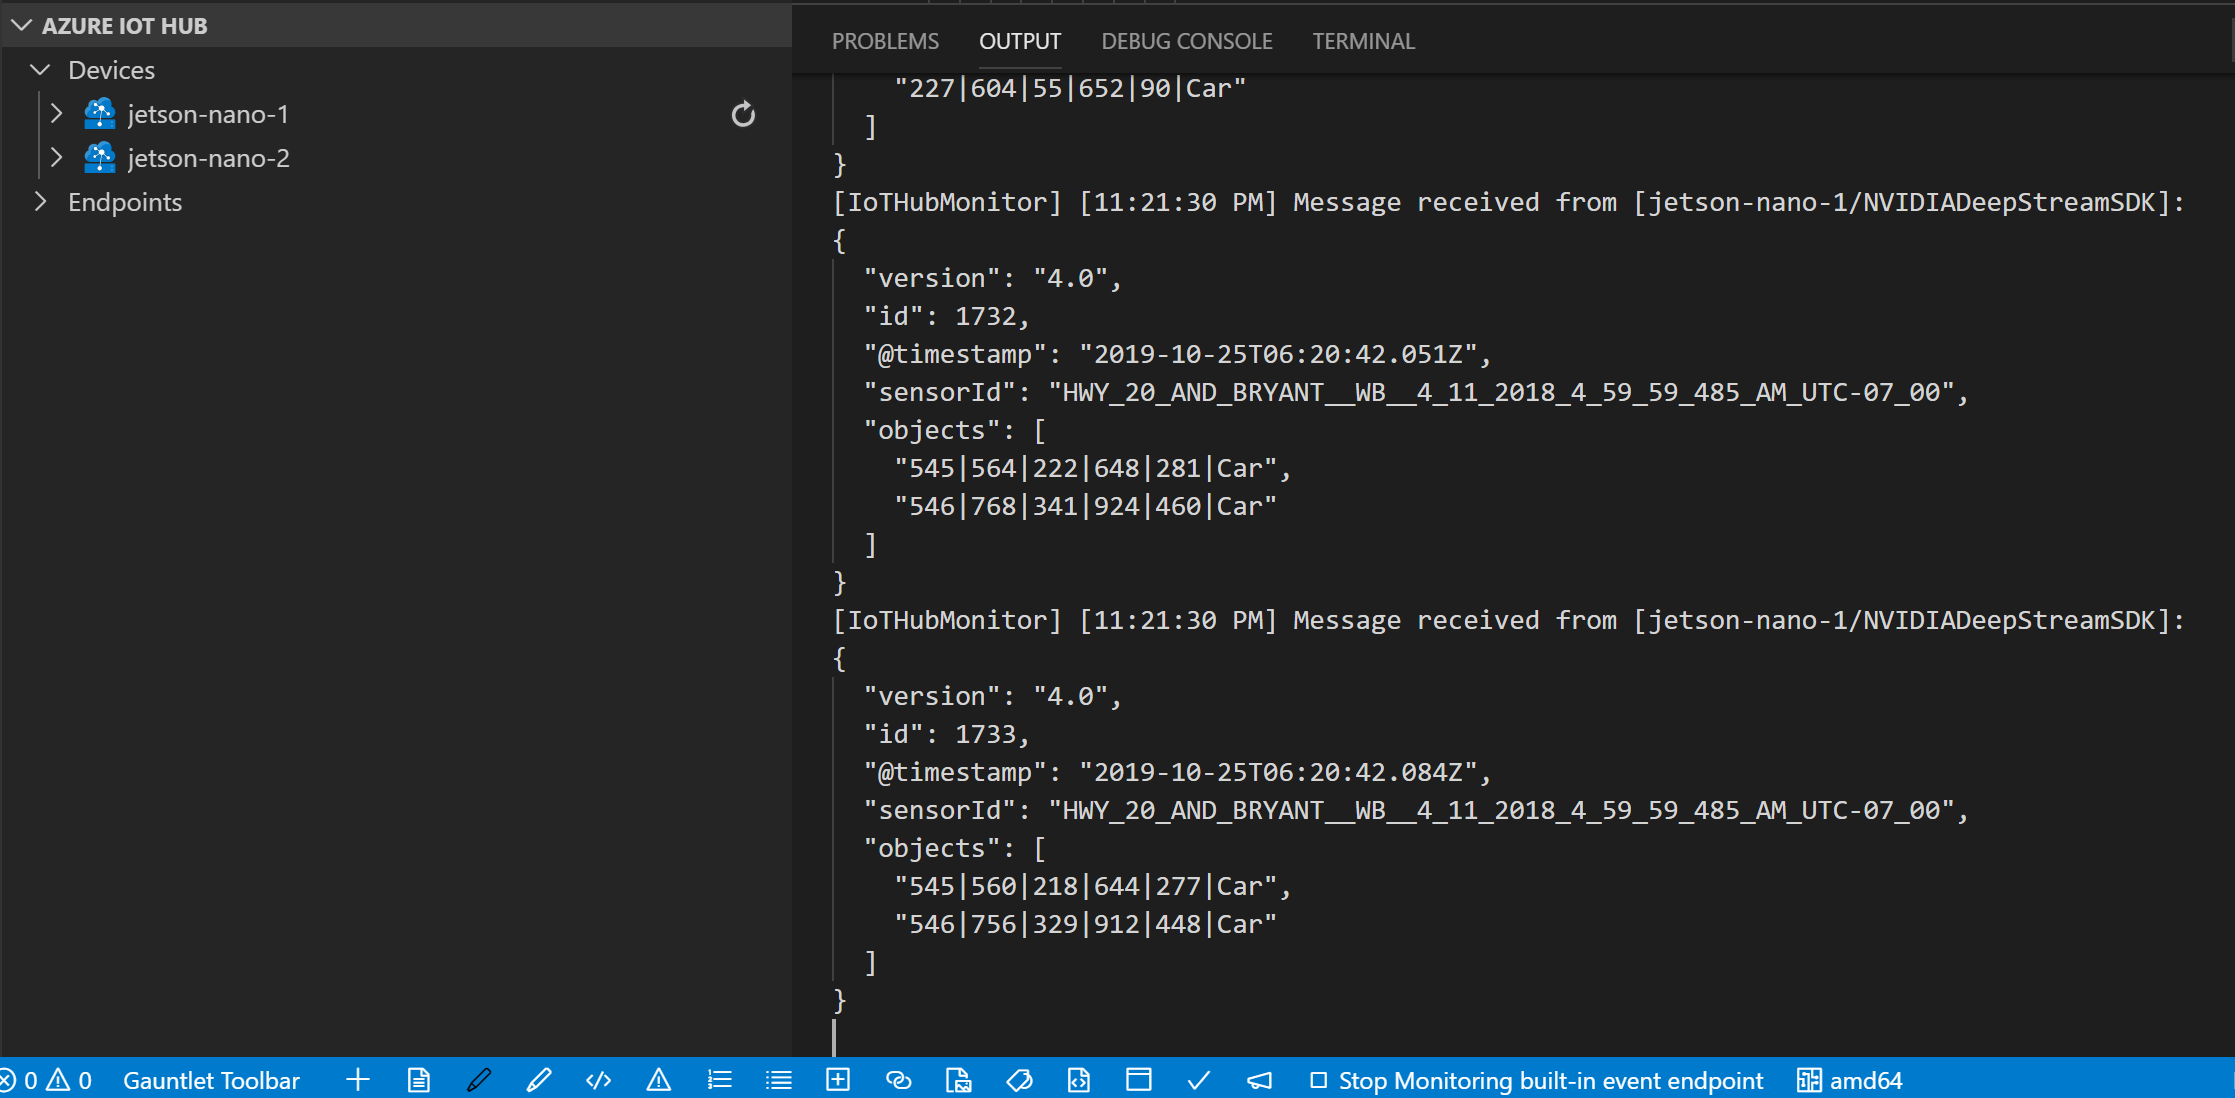 AZURE IOT HUB
Devices
jetson-nano-1
jetson-nano-2
Endpoints
PROBLEMS OUTPUT DEBUG CONSOLE TERMINAL
"227|604|55|652|90|Car"
]
}
[IoTHubMonitor] [11:21:30 PM] Message received from [jetson-nano-1/NVIDIADeepStreamSDK]:
{
"version": "4.0",
"id": 1732,
"@timestamp": "2019-10-25T06:20:42.051Z",
"sensorId": "HWY_20_AND_BRYANT__WB__4_11_2018_4_59_59_485_AM_UTC-07_00",
"objects": [
"545|564|222|648|281|Car",
"546|768|341|924|460|Car"
]
}
[IoTHubMonitor] [11:21:30 PM] Message received from [jetson-nano-1/NVIDIADeepStreamSDK]:
{
"version": "4.0",
"id": 1733,
"@timestamp": "2019-10-25T06:20:42.084Z",
"sensorId": "HWY_20_AND_BRYANT__WB__4_11_2018_4_59_59_485_AM_UTC-07_00",
"objects": [
"545|560|218|644|277|Car",
"546|756|329|912|448|Car"
]
}
0 0 Gauntlet Toolbar Stop Monitoring built-in event endpoint amd64